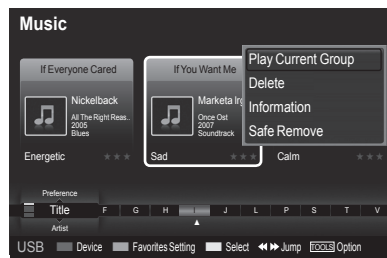 Music
If Everyone Cared
If You Want Me
Nickelback
All The Right Reas..
2005
Blues
Marketa Irg
Once Ost
2007
Soundtrack
Energetic
Sad
Calm
Play Current Group
Delete
Information
Safe Remove
Preference
Title F G H I J L P S T V
Artist
USB Device Favorites Setting Select Jump TOOLS Option